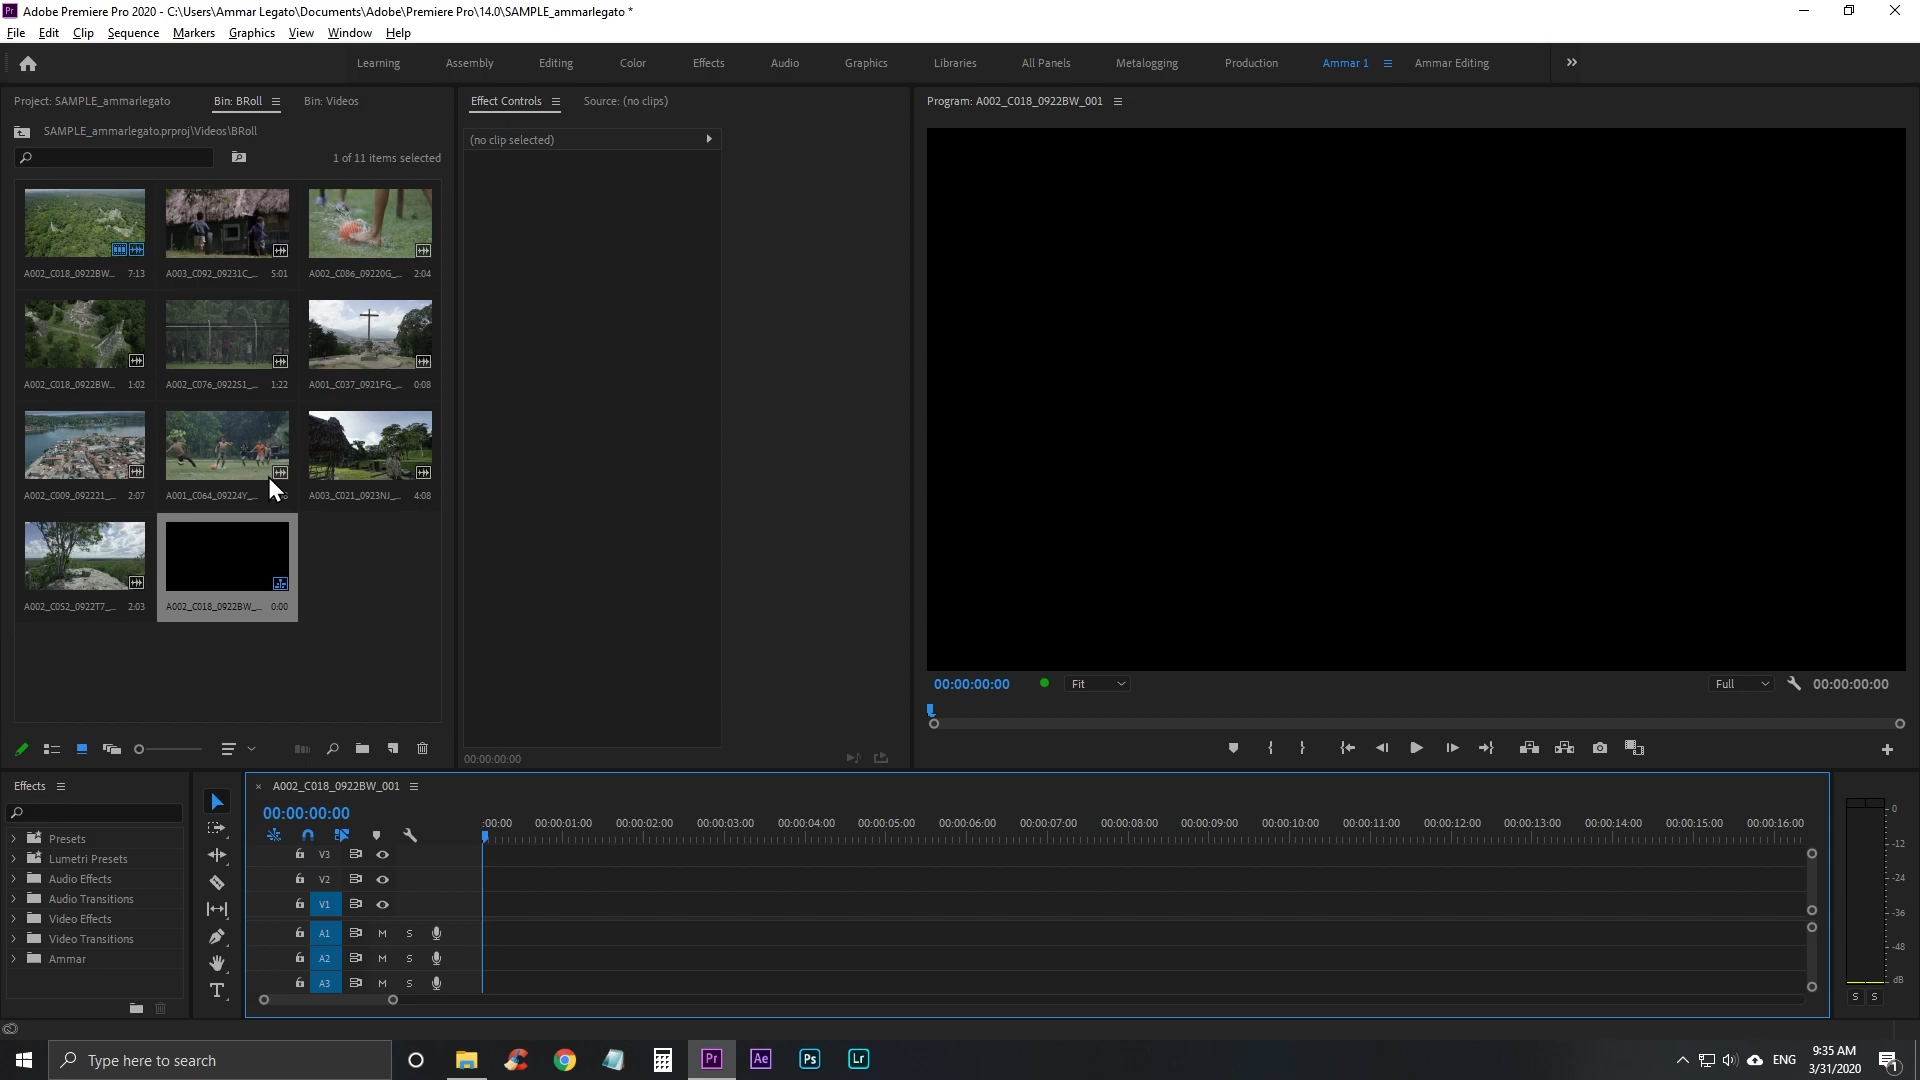 Pr Adobe Premiere Pro 2020 - C:\Users\Ammar Legato\Documents\Adobe\Premiere Pro\14.0\SAMPLE_ammarlegato *
File Edit Clip Sequence Markers Graphics View Window Help
Learning Assembly Editing Color Effects Audio Graphics Libraries All Panels Metalogging Production Ammar 1 Ammar Editing
Project: SAMPLE_ammarlegato Bin: BRoll Bin: Videos
SAMPLE_ammarlegato.prproj\Videos\BRoll
1 of 11 items selected
A002_C018_0922BW... 7:13 A003_C092_09231C_... 5:01 A002_C086_09220G_... 2:04
A002_C018_0922BW... 1:02 A002_C076_0922S1_... 1:22 A001_C037_0921FG_... 0:08
A002_C009_092221_... 2:07 A001_C064_09224Y_... A003_C021_0923NJ_... 4:08
A002_C052_0922T7_... 2:03 A002_C018_0922BW_... 0:00
Effect Controls Source: (no clips)
(no clip selected)
00:00:00:00
Program: A002_C018_0922BW_001
00:00:00:00 Fit Full 00:00:00:00
Effects
Presets
Lumetri Presets
Audio Effects
Audio Transitions
Video Effects
Video Transitions
Ammar
T
× A002_C018_0922BW_001
00:00:00:00
:00:00 00:00:01:00 00:00:02:00 00:00:03:00 00:00:04:00 00:00:05:00 00:00:06:00 00:00:07:00 00:00:08:00 00:00:09:00 00:00:10:00 00:00:11:00 00:00:12:00 00:00:13:00 00:00:14:00 00:00:15:00 00:00:16:00
V3
V2
V1
A1 M S
A2 M S
A3 M S
0
-12
-24
-36
-48
dB
S S
Type here to search
Pr Ae Ps Lr
ENG
9:35 AM
3/31/2020
1